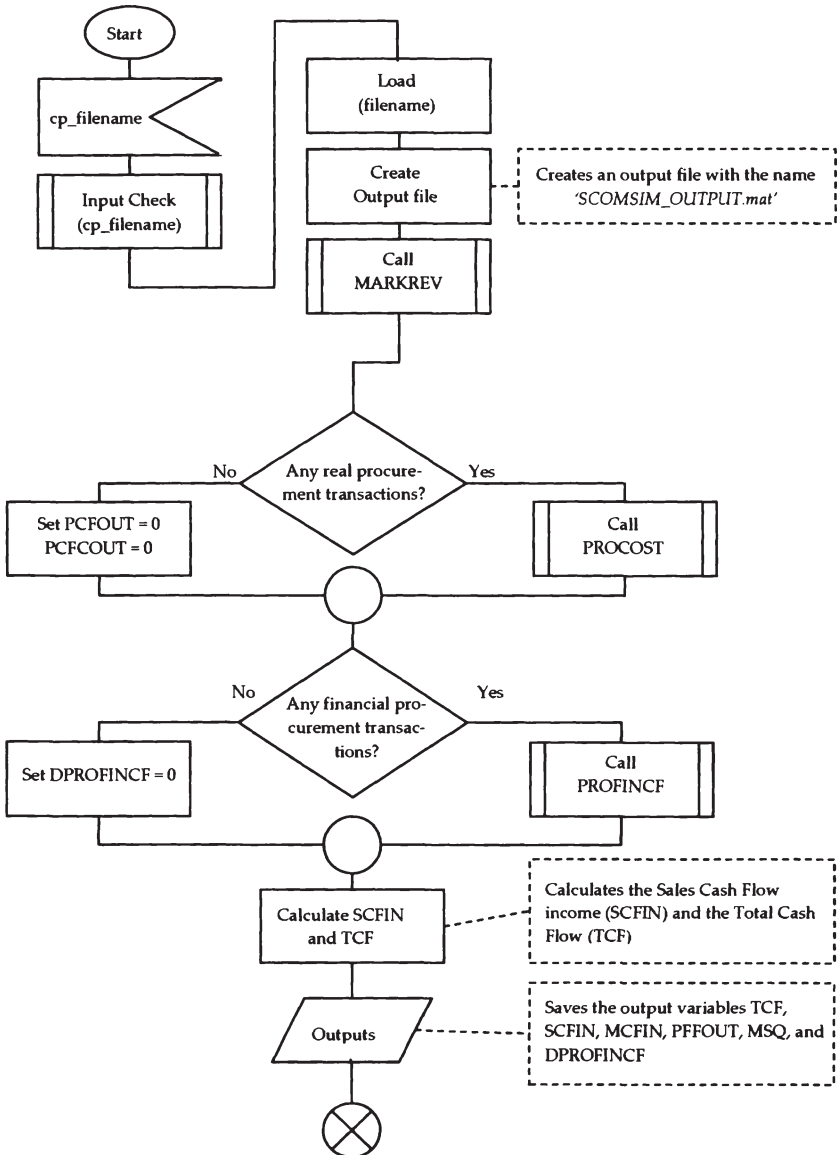 Start
cp_filename
Input Check
(cp_filename)
Load
(filename)
Create
Output file
Creates an output file with the name
'SCOMSIM_OUTPUT.mat'
Call
MARKREV
Any real procure-
ment transactions?
No
Yes
Set PCFOUT = 0
PCFCOUT = 0
Call
PROCOST
Any financial pro-
curement transac-
tions?
No
Yes
Set DPROFINCF = 0
Call
PROFINCF
Calculate SCFIN
and TCF
Calculates the Sales Cash Flow
income (SCFIN) and the Total Cash
Flow (TCF)
Outputs
Saves the output variables TCF,
SCFIN, MCFIN, PFFOUT, MSQ, and
DPROFINCF